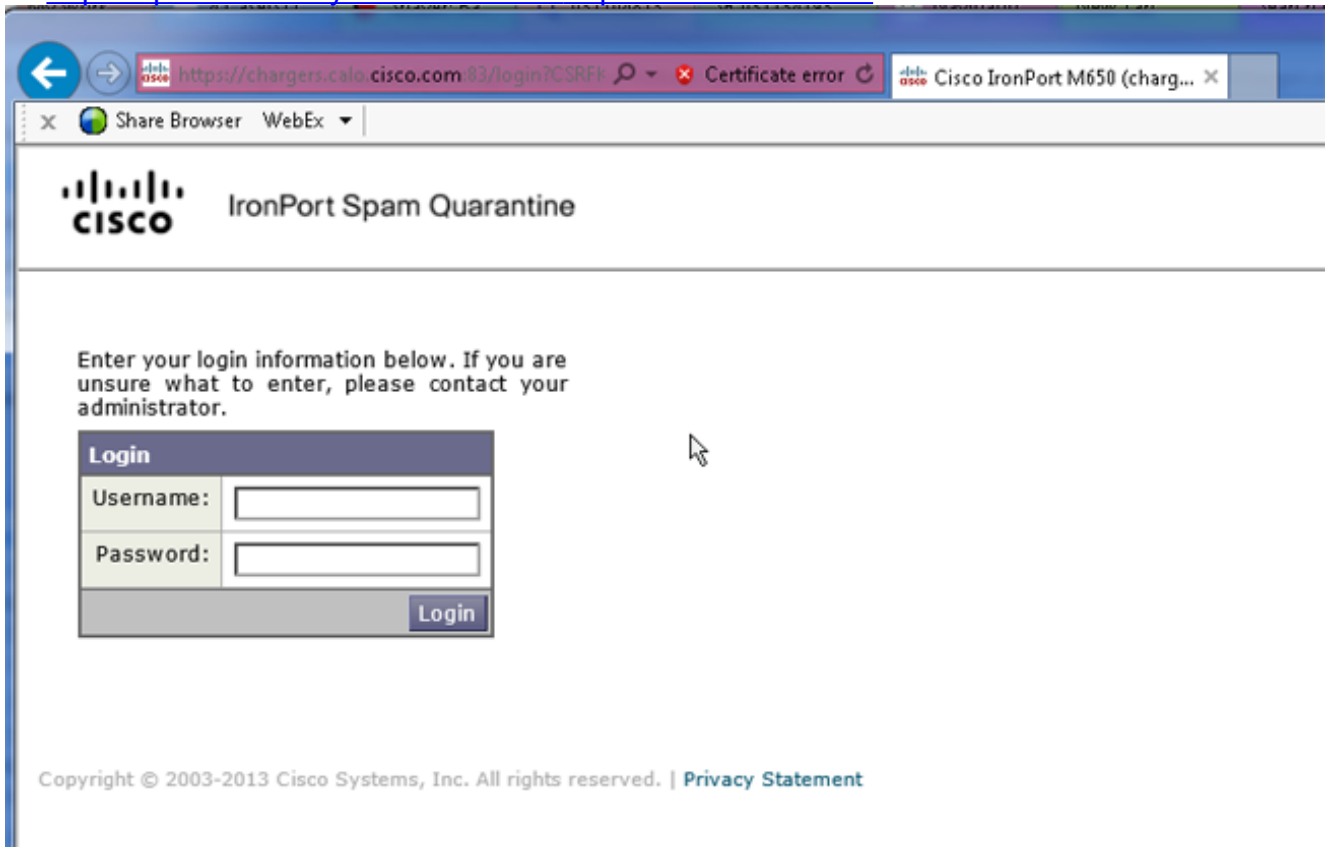 https://chargers.calo.cisco.com:83/login?CSRFK
Certificate error
Cisco IronPort M650 (charg...
Share Browser WebEx
CISCO
IronPort Spam Quarantine
Enter your login information below. If you are
unsure what to enter, please contact your
administrator.
Login
Username:
Password:
Login
Copyright © 2003-2013 Cisco Systems, Inc. All rights reserved. | Privacy Statement